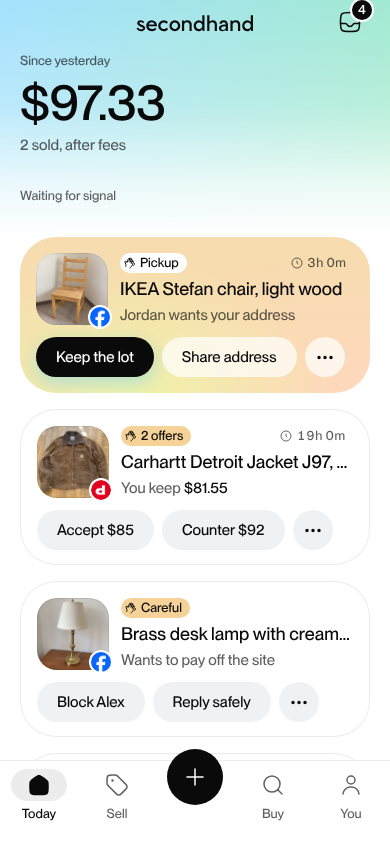 secondhand
4
Since yesterday
$97.33
2 sold, after fees
Waiting for signal
Pickup
3h 0m
IKEA Stefan chair, light wood
Jordan wants your address
Keep the lot
Share address
2 offers
19h 0m
Carhartt Detroit Jacket J97, ...
You keep $81.55
Accept $85
Counter $92
Careful
Brass desk lamp with cream...
Wants to pay off the site
Block Alex
Reply safely
Today
Sell
Buy
You